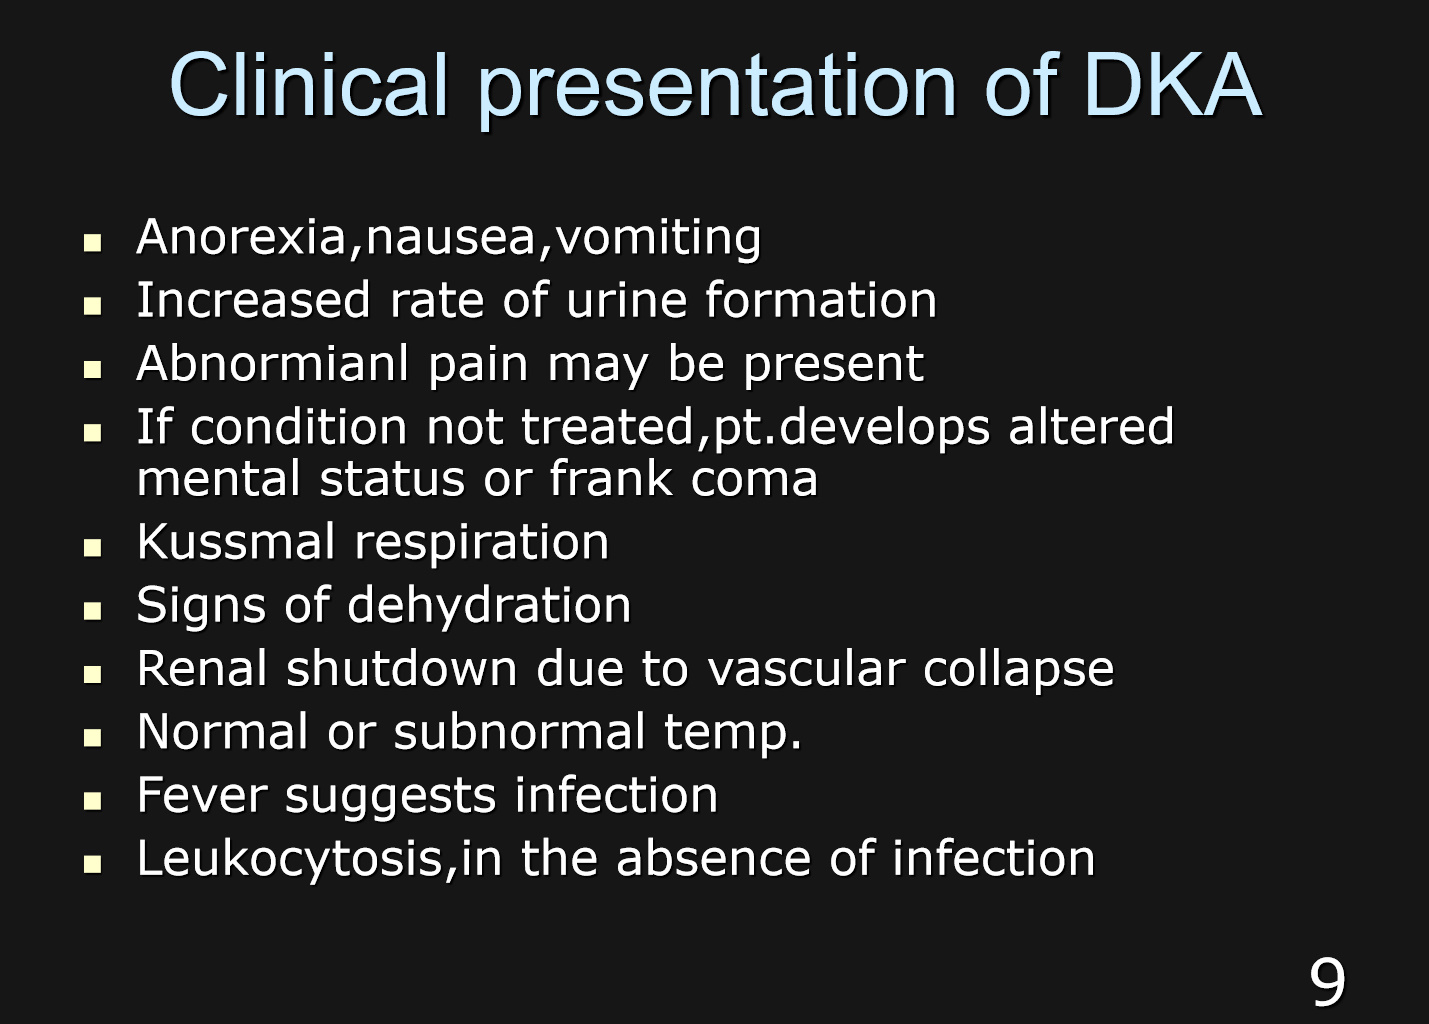 Clinical presentation of DKA
Anorexia,nausea,vomiting
Increased rate of urine formation
Abnormianl pain may be present
If condition not treated,pt.develops altered
mental status or frank coma
Kussmal respiration
Signs of dehydration
Renal shutdown due to vascular collapse
Normal or subnormal temp.
Fever suggests infection
Leukocytosis,in the absence of infection
9